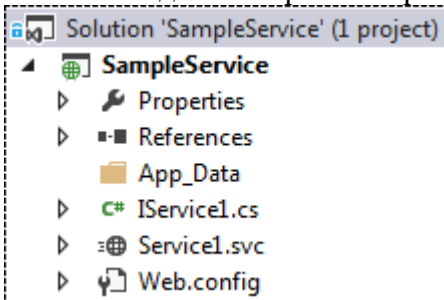 Solution 'SampleService' (1 project)
SampleService
Properties
References
App_Data
C# IService1.cs
Service1.svc
Web.config